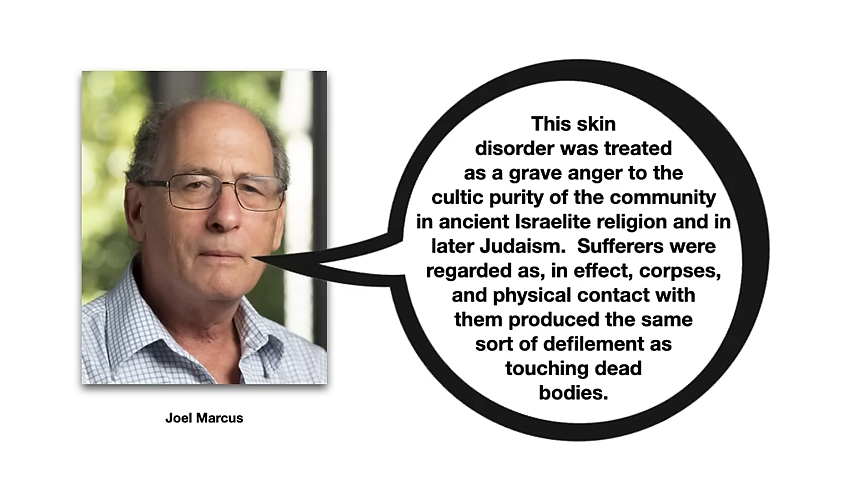 This skin
disorder was treated
as a grave anger to the
cultic purity of the community
in ancient Israelite religion and in
later Judaism.  Sufferers were
regarded as, in effect, corpses,
and physical contact with
them produced the same
sort of defilement as
touching dead
bodies.
Joel Marcus